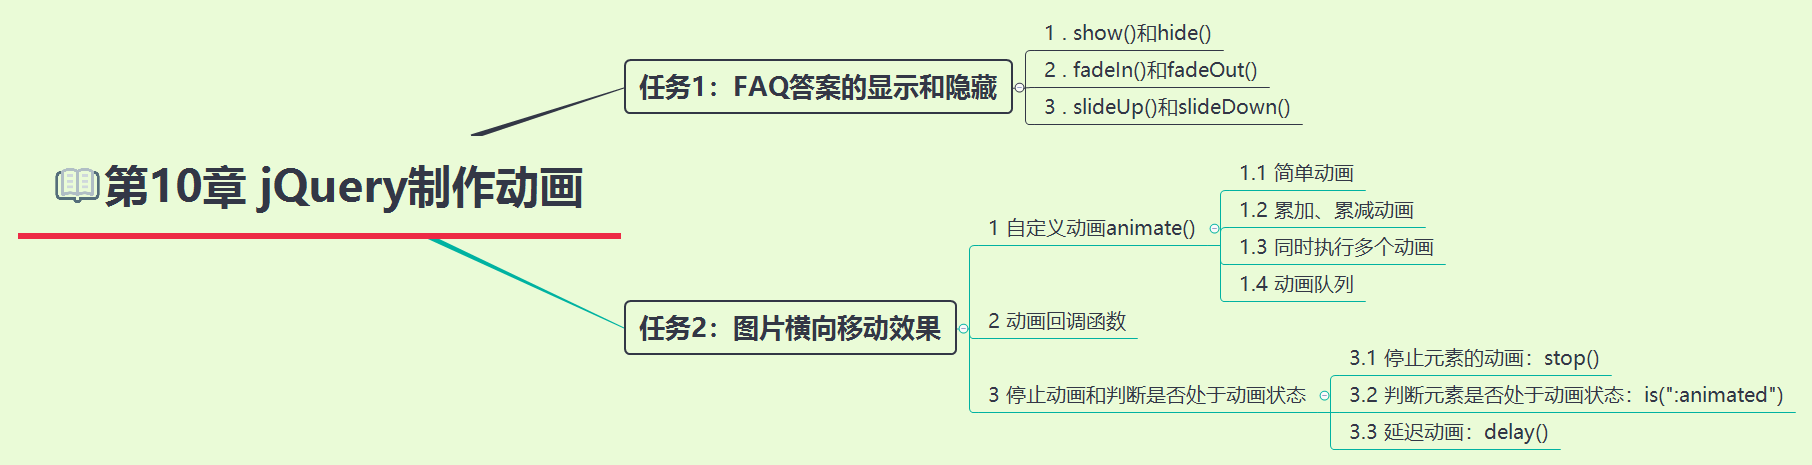 第10章 jQuery制作动画
任务1：FAQ答案的显示和隐藏
1 . show()和hide()
2 . fadeIn()和fadeOut()
3 . slideUp()和slideDown()
任务2：图片横向移动效果
1 自定义动画animate()
1.1 简单动画
1.2 累加、累减动画
1.3 同时执行多个动画
1.4 动画队列
2 动画回调函数
3 停止动画和判断是否处于动画状态
3.1 停止元素的动画：stop()
3.2 判断元素是否处于动画状态：is(":animated")
3.3 延迟动画：delay()